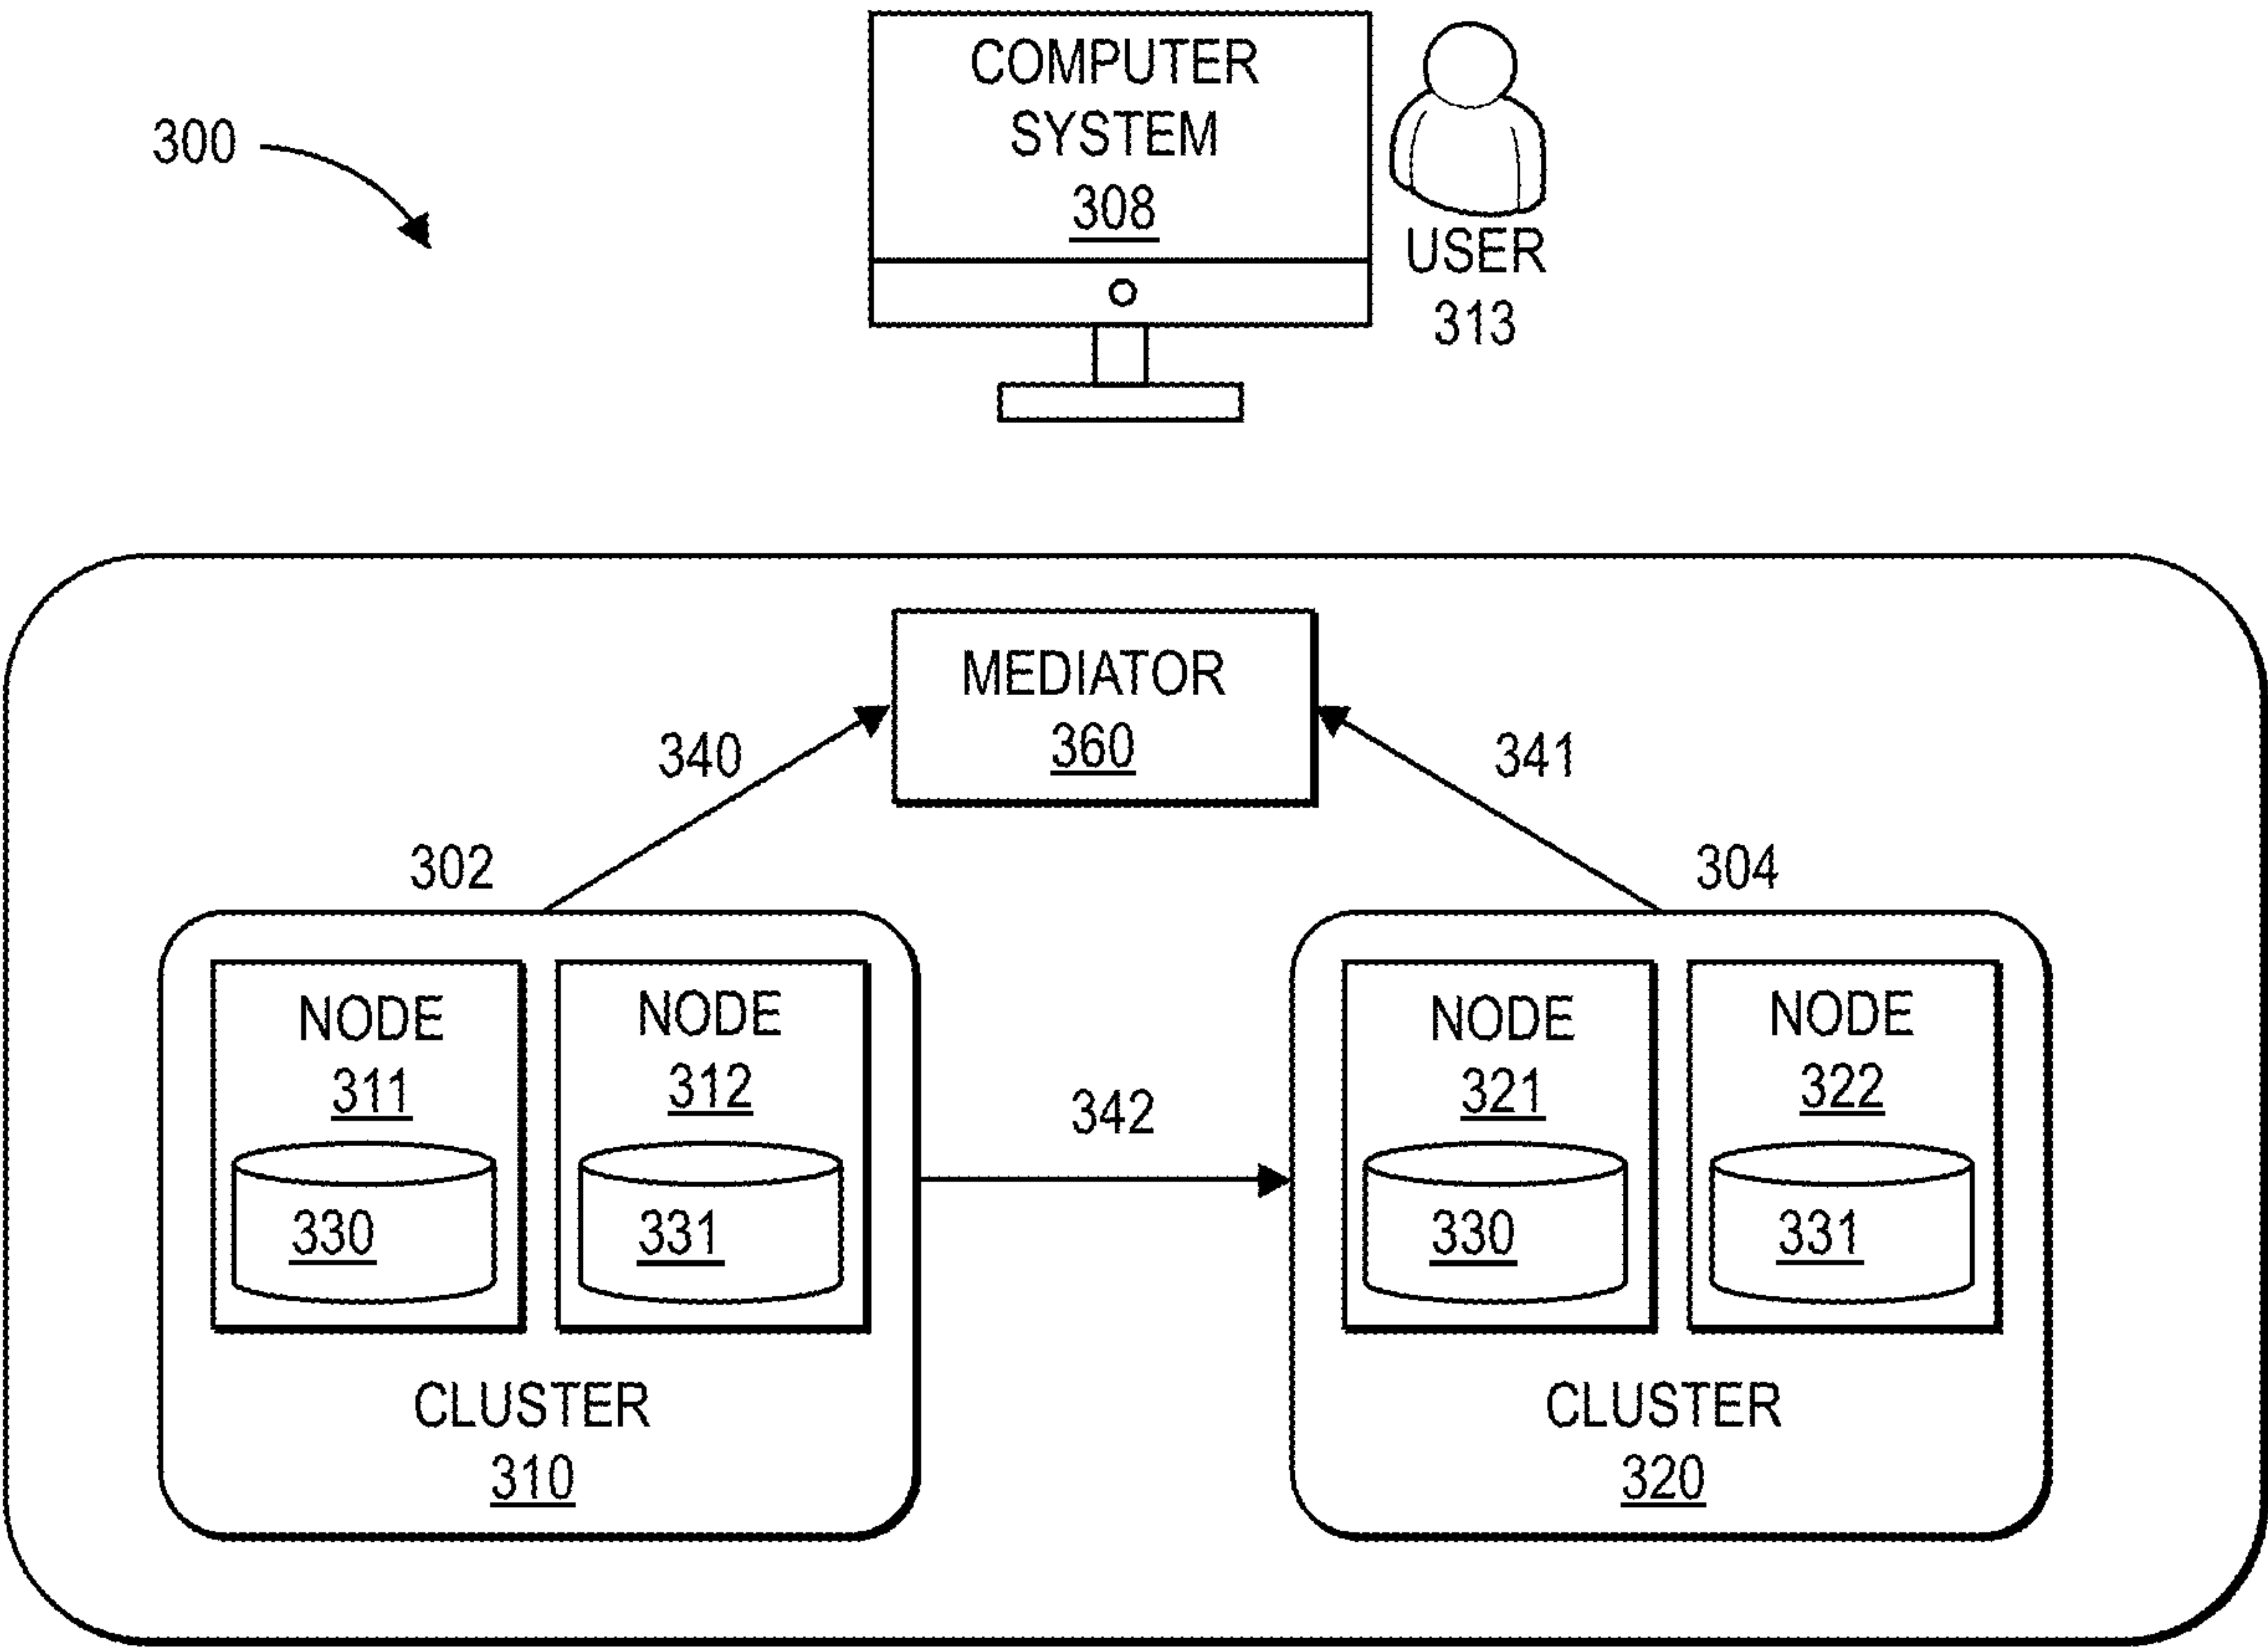 300
COMPUTER
SYSTEM
308
USER
313
MEDIATOR
360
340
341
302
304
NODE
311
330
NODE
312
331
CLUSTER
310
342
NODE
321
330
NODE
322
331
CLUSTER
320